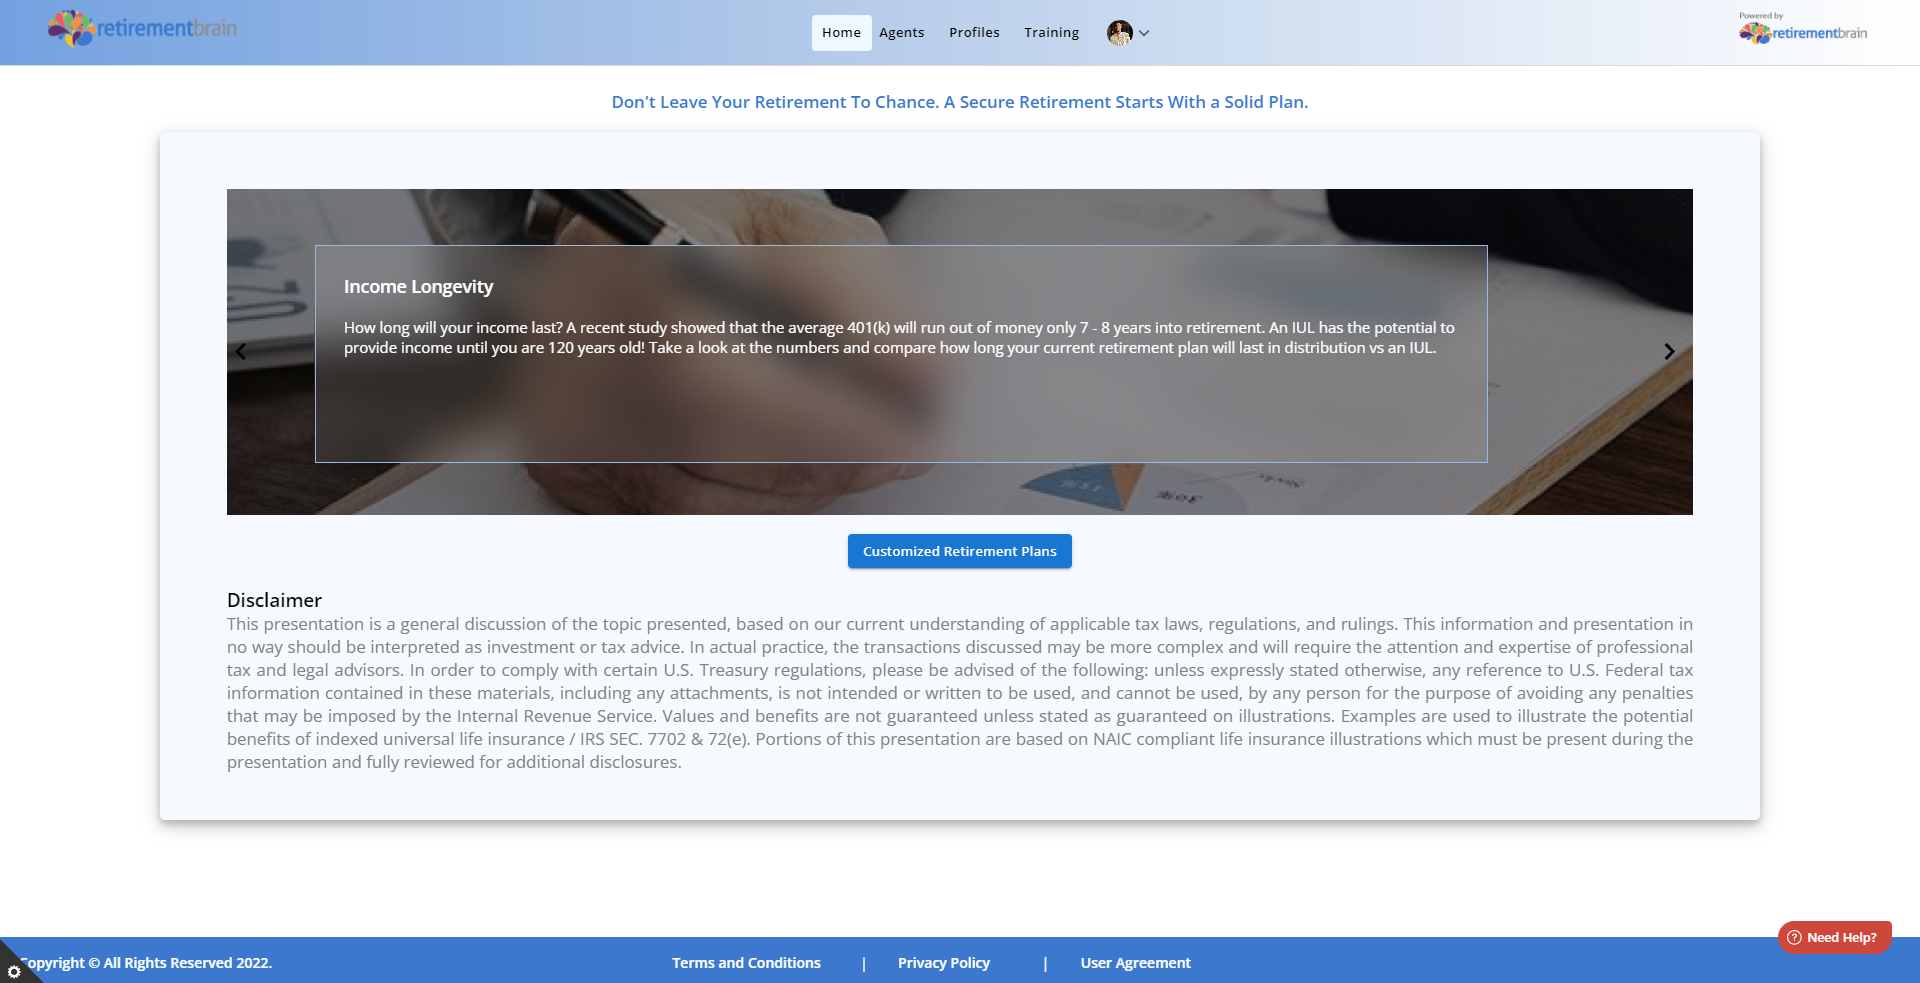 retirementbrain
Home
Agents
Profiles
Training
Powered by
retirementbrain
Don't Leave Your Retirement To Chance. A Secure Retirement Starts With a Solid Plan.
Income Longevity
How long will your income last? A recent study showed that the average 401(k) will run out of money only 7 - 8 years into retirement. An IUL has the potential to
provide income until you are 120 years old! Take a look at the numbers and compare how long your current retirement plan will last in distribution vs an IUL.
Customized Retirement Plans
Disclaimer
This presentation is a general discussion of the topic presented, based on our current understanding of applicable tax laws, regulations, and rulings. This information and presentation in
no way should be interpreted as investment or tax advice. In actual practice, the transactions discussed may be more complex and will require the attention and expertise of professional
tax and legal advisors. In order to comply with certain U.S. Treasury regulations, please be advised of the following: unless expressly stated otherwise, any reference to U.S. Federal tax
information contained in these materials, including any attachments, is not intended or written to be used, and cannot be used, by any person for the purpose of avoiding any penalties
that may be imposed by the Internal Revenue Service. Values and benefits are not guaranteed unless stated as guaranteed on illustrations. Examples are used to illustrate the potential
benefits of indexed universal life insurance / IRS SEC. 7702 & 72(e). Portions of this presentation are based on NAIC compliant life insurance illustrations which must be present during the
presentation and fully reviewed for additional disclosures.
Need Help?
Copyright © All Rights Reserved 2022.
Terms and Conditions | Privacy Policy | User Agreement